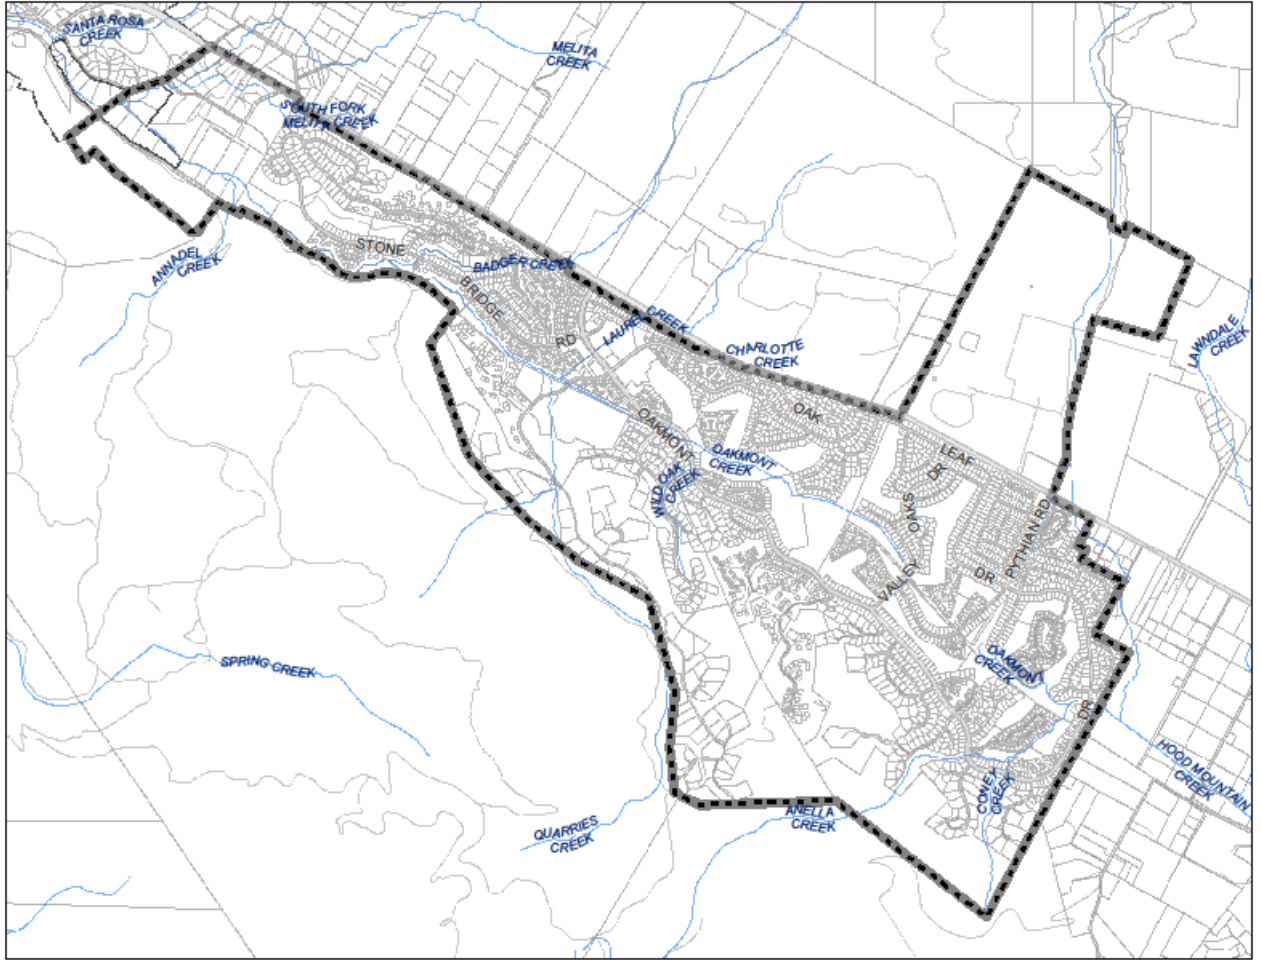 SANTA ROSA
CREEK
MELITA
CREEK
SOUTH FORK
MELITA CREEK
ANNADEL
CREEK
STONE
BRIDGE
RD
BADGER CREEK
LAUREL CREEK
CHARLOTTE
CREEK
LAWNDALE
CREEK
OAKMONT
OAK
LEAF
DR
OAKMONT
CREEK
WILD OAK
CREEK
OAKS
VALLEY
DR
PYTHIAN RD
SPRING CREEK
OAKMONT
CREEK
DR
HOOD MOUNTAIN
CREEK
CONEY
CREEK
ANELLA
CREEK
QUARRIES
CREEK